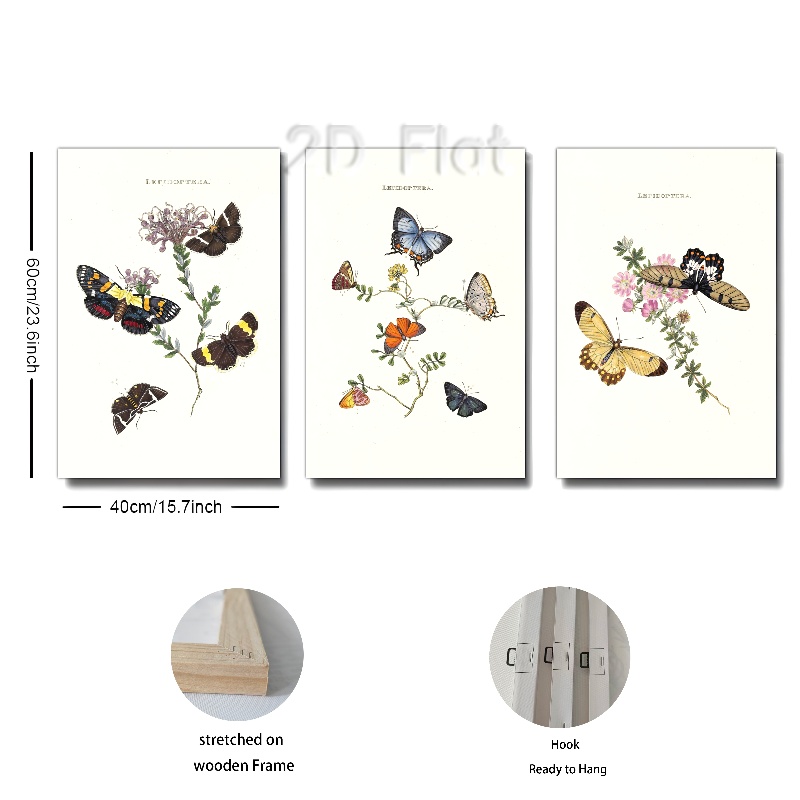 2D Flat
LEPIDOPTERA.
LEPIDOPTERA.
LEPIDOPTERA.
60cm/23.6inch
40cm/15.7inch
stretched on
wooden Frame
Hook
Ready to Hang